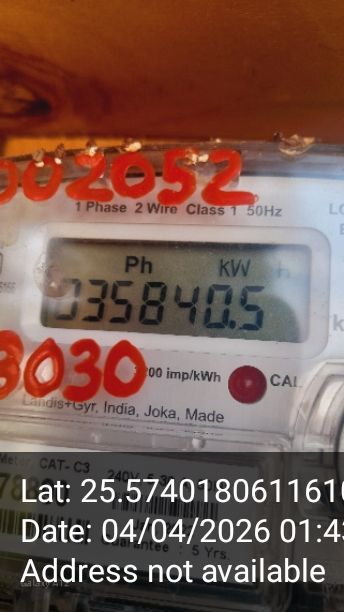 002052
1 Phase 2 Wire Class 1 50Hz
Ph kW h
035840.5
3030
200 imp/kWh CAL
Landis+Gyr, India, Joka, Made
Meter CAT- C3
Lat: 25.5740180611610
Date: 04/04/2026 01:43
Guarantee : 5 Yrs.
Address not available